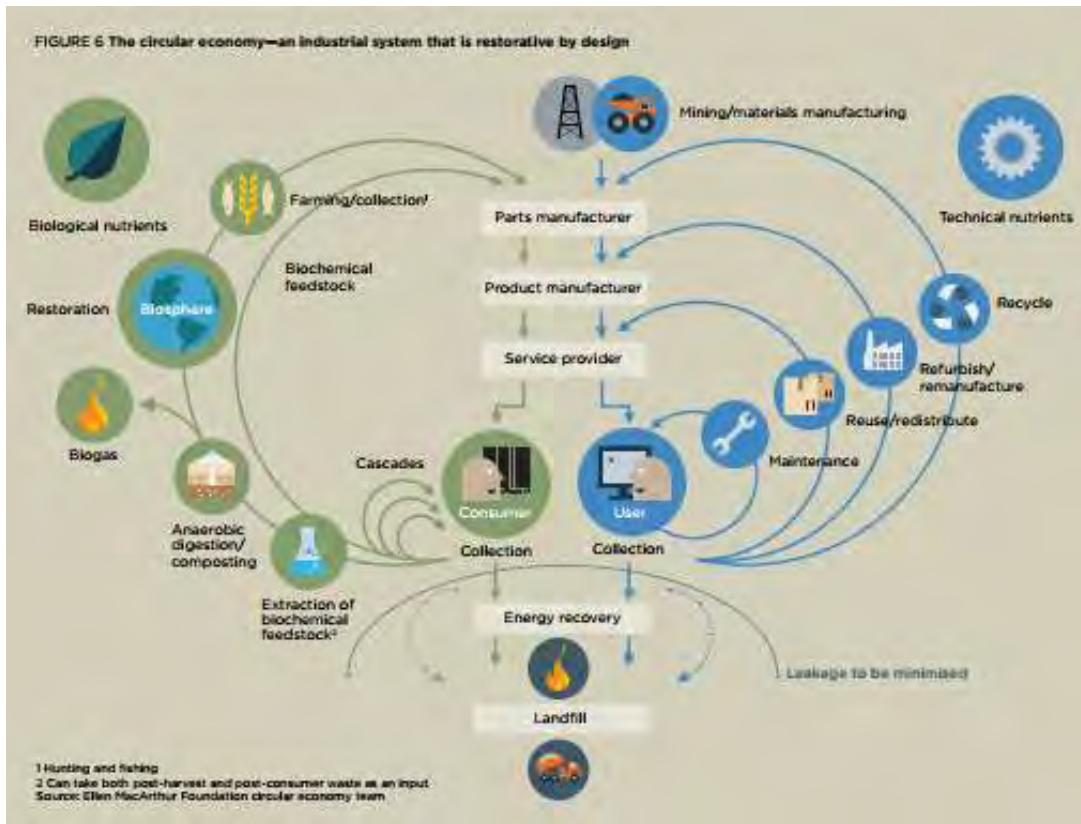 FIGURE 6 The circular economy—an industrial system that is restorative by design
Mining/materials manufacturing
Biological nutrients
Farming/collection¹
Parts manufacturer
Technical nutrients
Biochemical
feedstock
Product manufacturer
Restoration
Biosphere
Recycle
Service provider
Refurbish/
remanufacture
Biogas
Reuse/redistribute
Cascades
Maintenance
Consumer
User
Anaerobic
digestion/
composting
Collection
Collection
Extraction of
biochemical
feedstock²
Energy recovery
Leakage to be minimised
Landfill
1 Hunting and fishing
2 Can take both post-harvest and post-consumer waste as an input
Source: Ellen MacArthur Foundation circular economy team